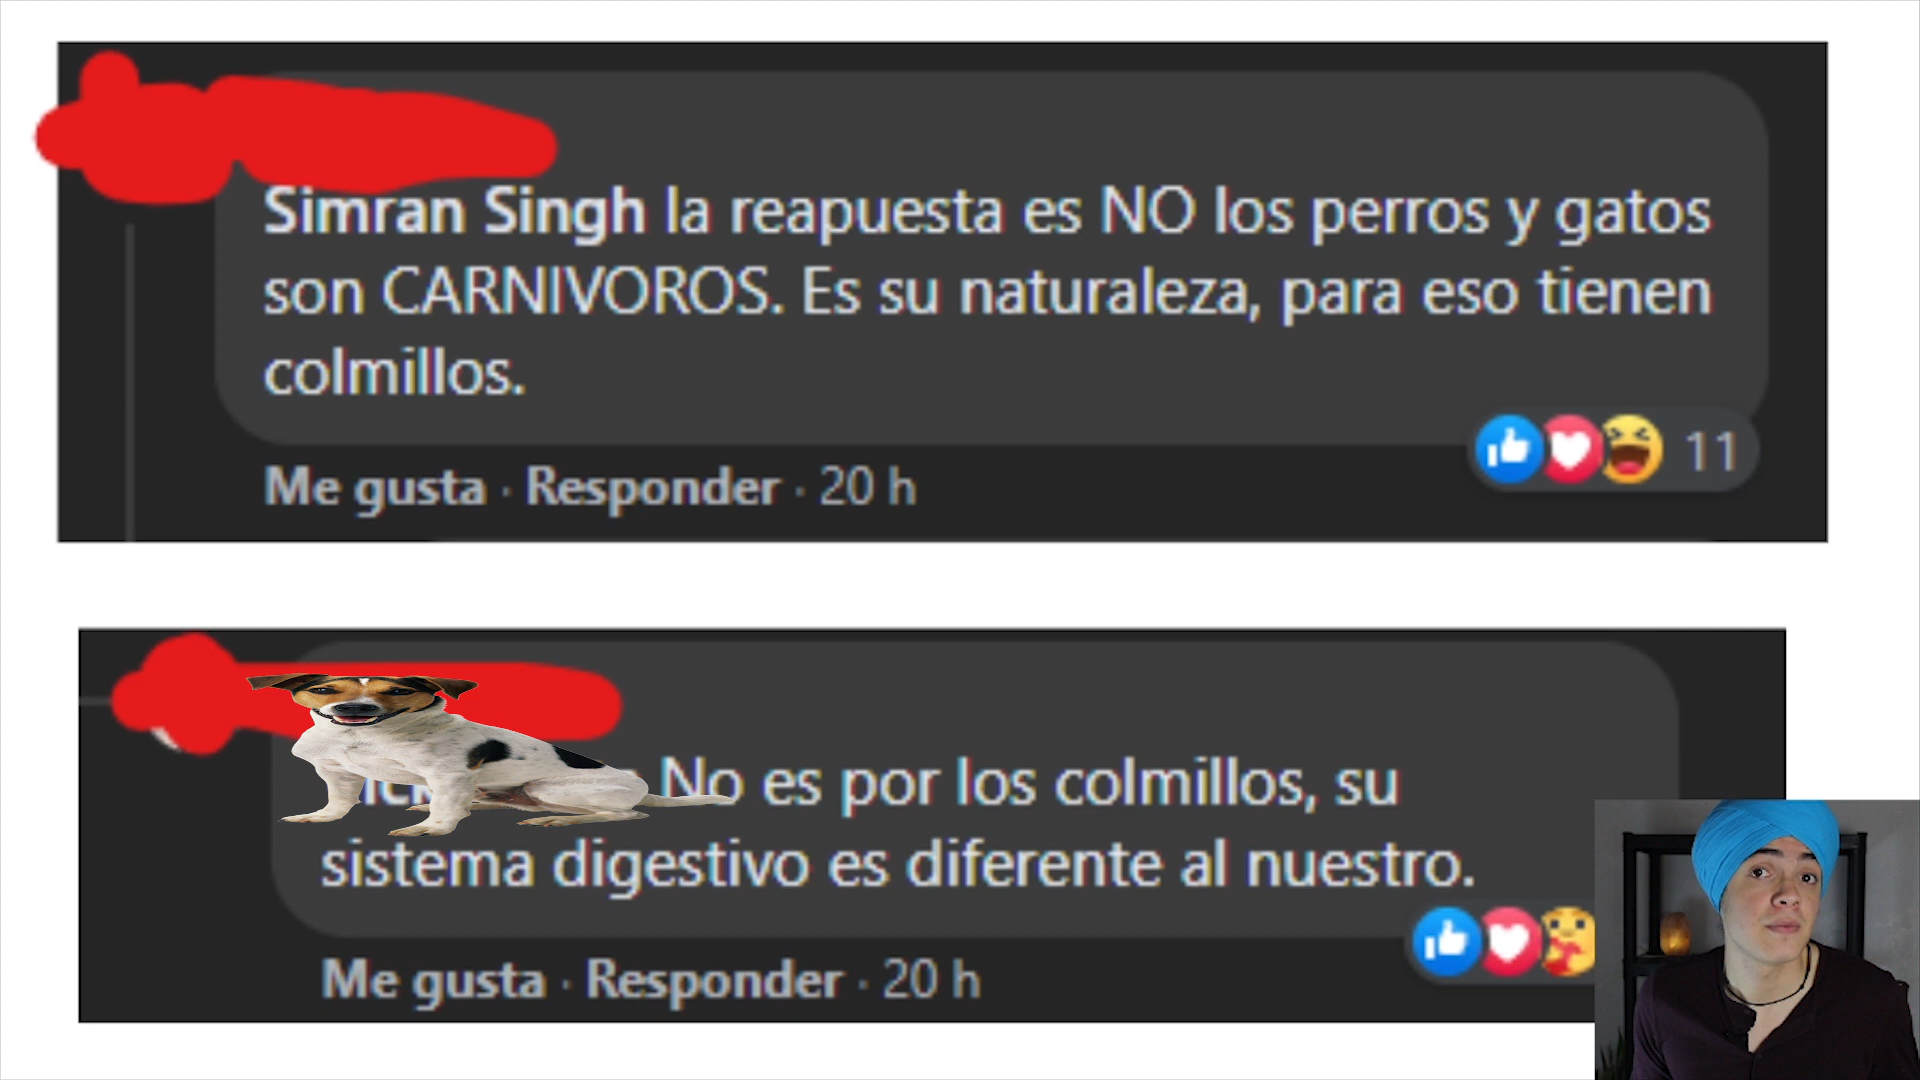 Simran Singh la reapuesta es NO los perros y gatos
son CARNIVOROS. Es su naturaleza, para eso tienen
colmillos.
11
Me gusta · Responder · 20 h
No es por los colmillos, su
sistema digestivo es diferente al nuestro.
Me gusta · Responder · 20 h